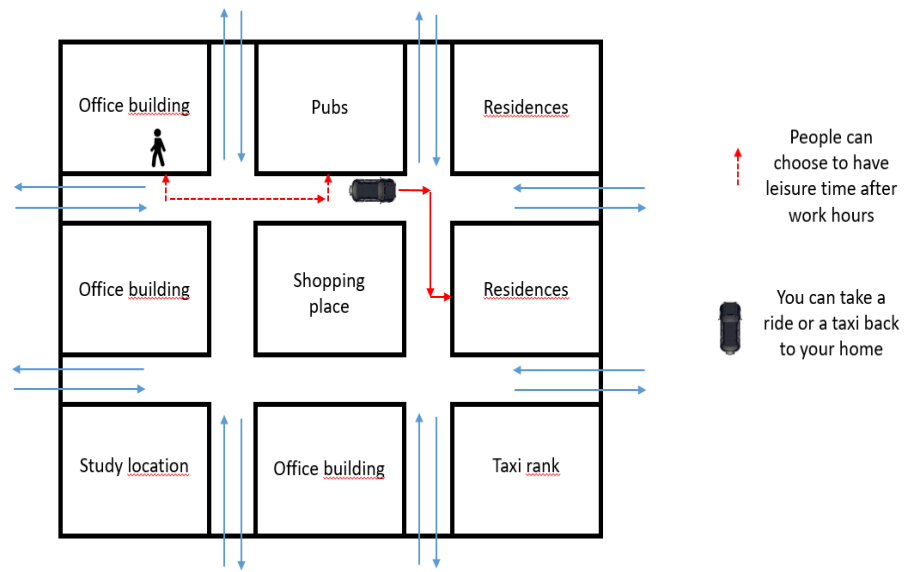 Office building
Pubs
Residences
People can
choose to have
leisure time after
work hours
Office building
Shopping
place
Residences
You can take a
ride or a taxi back
to your home
Study location
Office building
Taxi rank